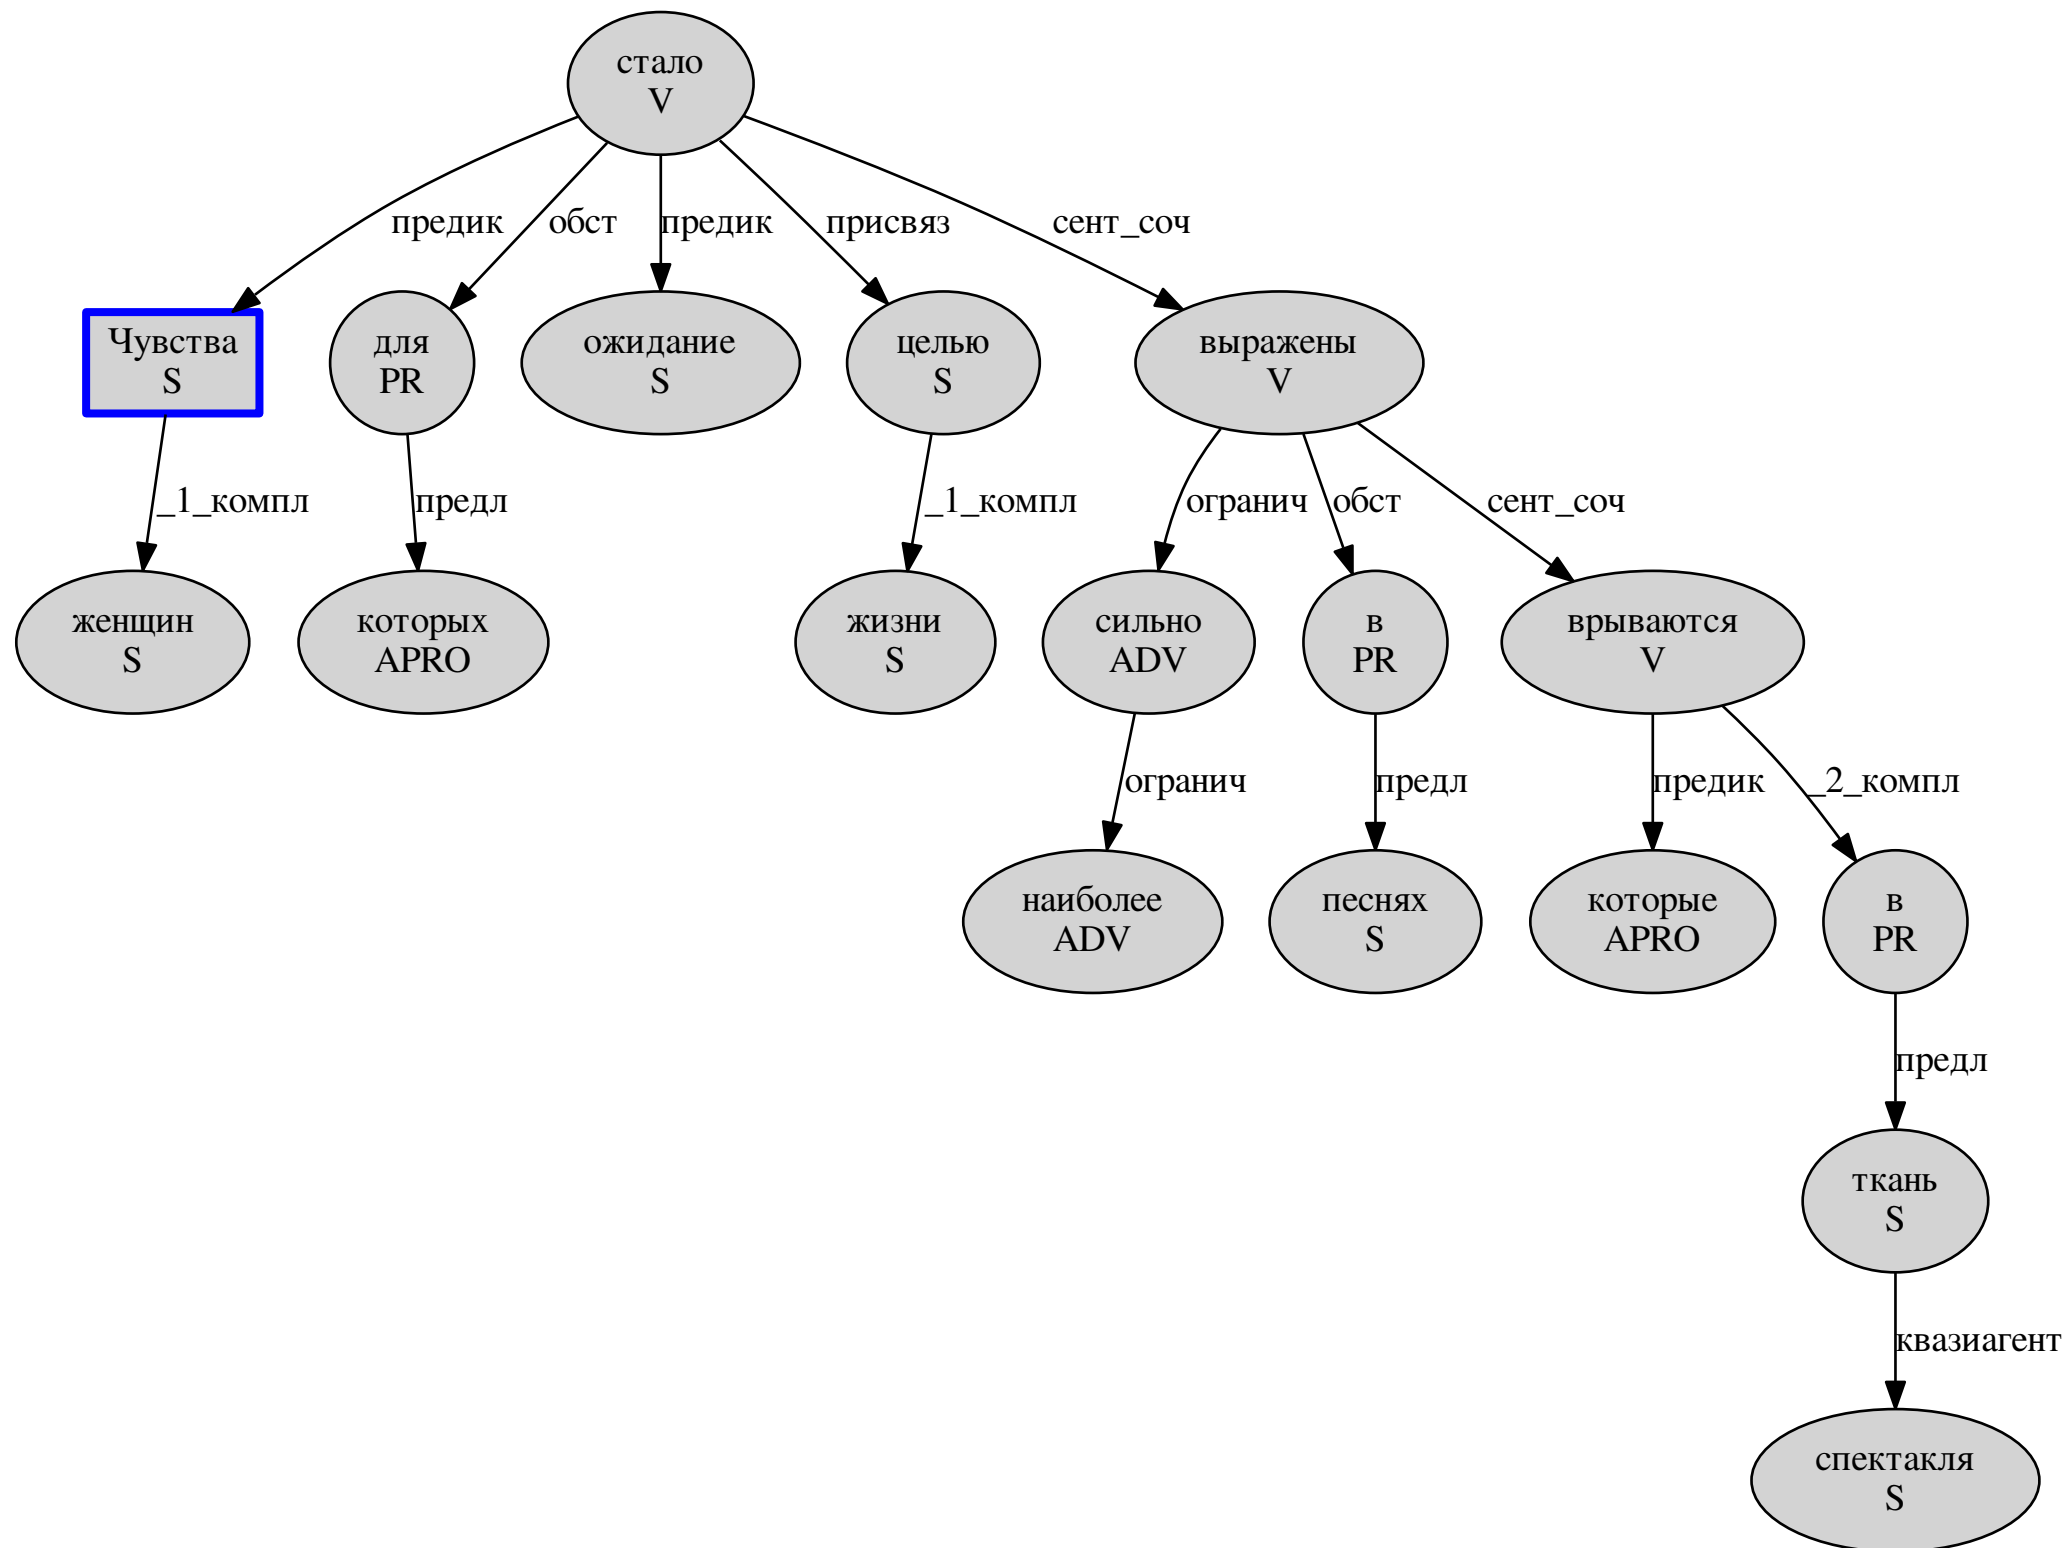 стало
V
предик
обст
предик
присвяз
сент_соч
Чувства
S
для
PR
ожидание
S
целью
S
выражены
V
_1_компл
предл
_1_компл
огранич
обст
сент_соч
женщин
S
которых
APRO
жизни
S
сильно
ADV
в
PR
врываются
V
огранич
предл
предик
_2_компл
наиболее
ADV
песнях
S
которые
APRO
в
PR
предл
ткань
S
квазиагент
спектакля
S